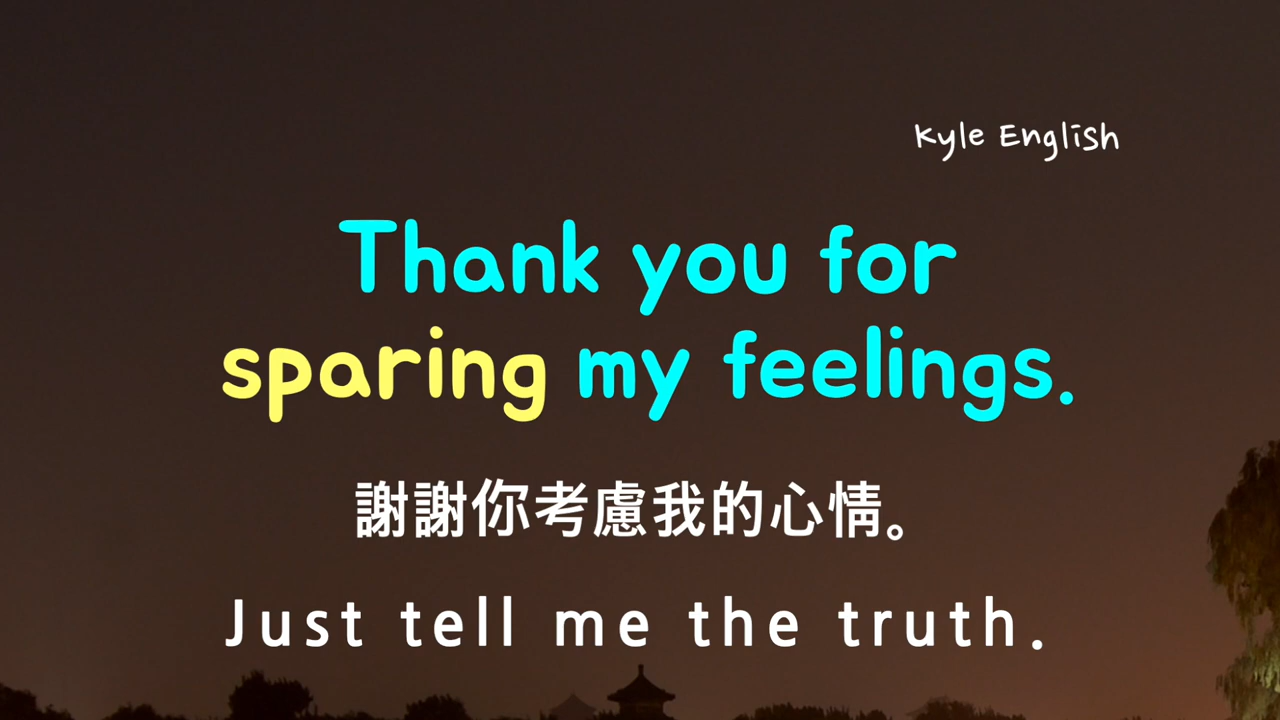 Kyle English
Thank you for
sparing my feelings.
謝謝你考慮我的心情。
Just tell me the truth.